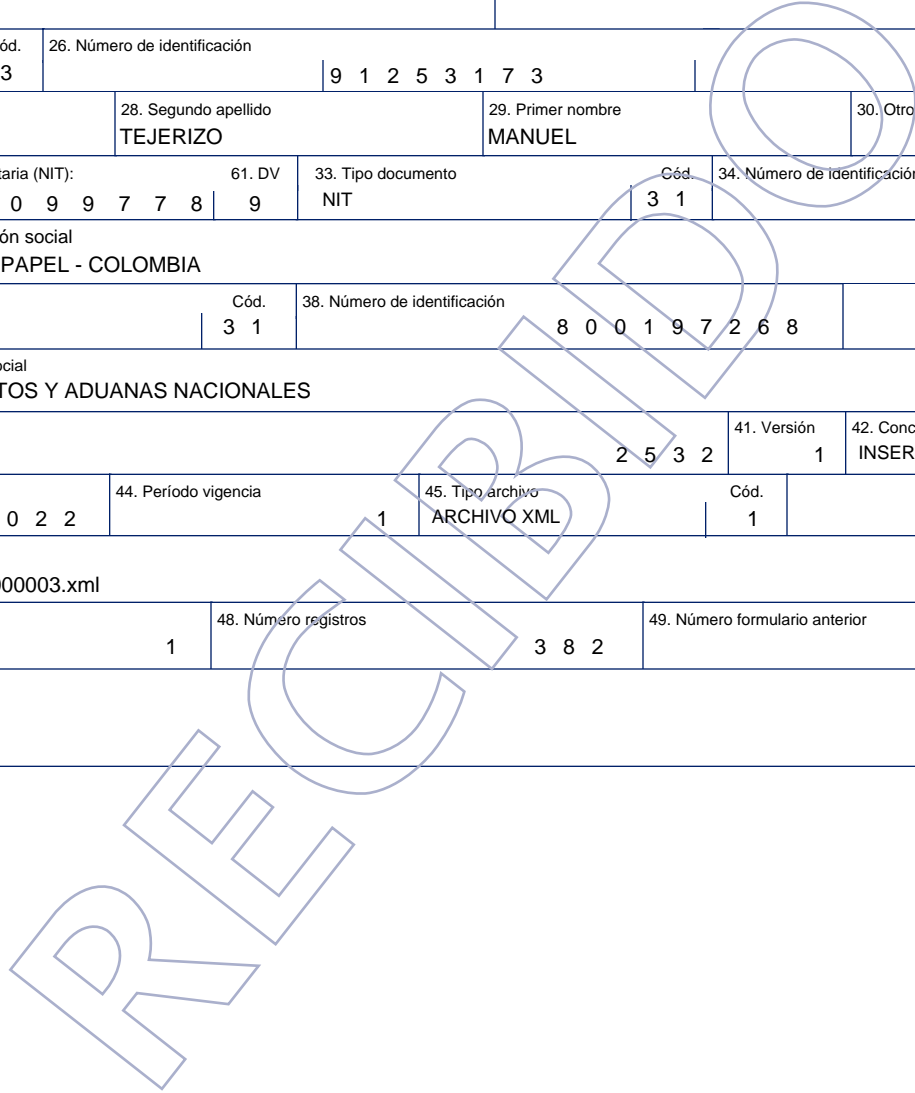 ód. 26. Número de identificación
3 9 1 2 5 3 1 7 3
28. Segundo apellido 29. Primer nombre 30. Otro
TEJERIZO MANUEL
taria (NIT): 61. DV 33. Tipo documento Cód. 34. Número de identificación
0 9 9 7 7 8 9 NIT 3 1
ón social
PAPEL - COLOMBIA
Cód. 38. Número de identificación
3 1 8 0 0 1 9 7 2 6 8
ocial
TOS Y ADUANAS NACIONALES
41. Versión 42. Conc
2 5 3 2 1 INSER
44. Período vigencia 45. Tipo archivo Cód.
0 2 2 1 ARCHIVO XML 1
000003.xml
48. Número registros 49. Número formulario anterior
1 3 8 2
RECIBIDO